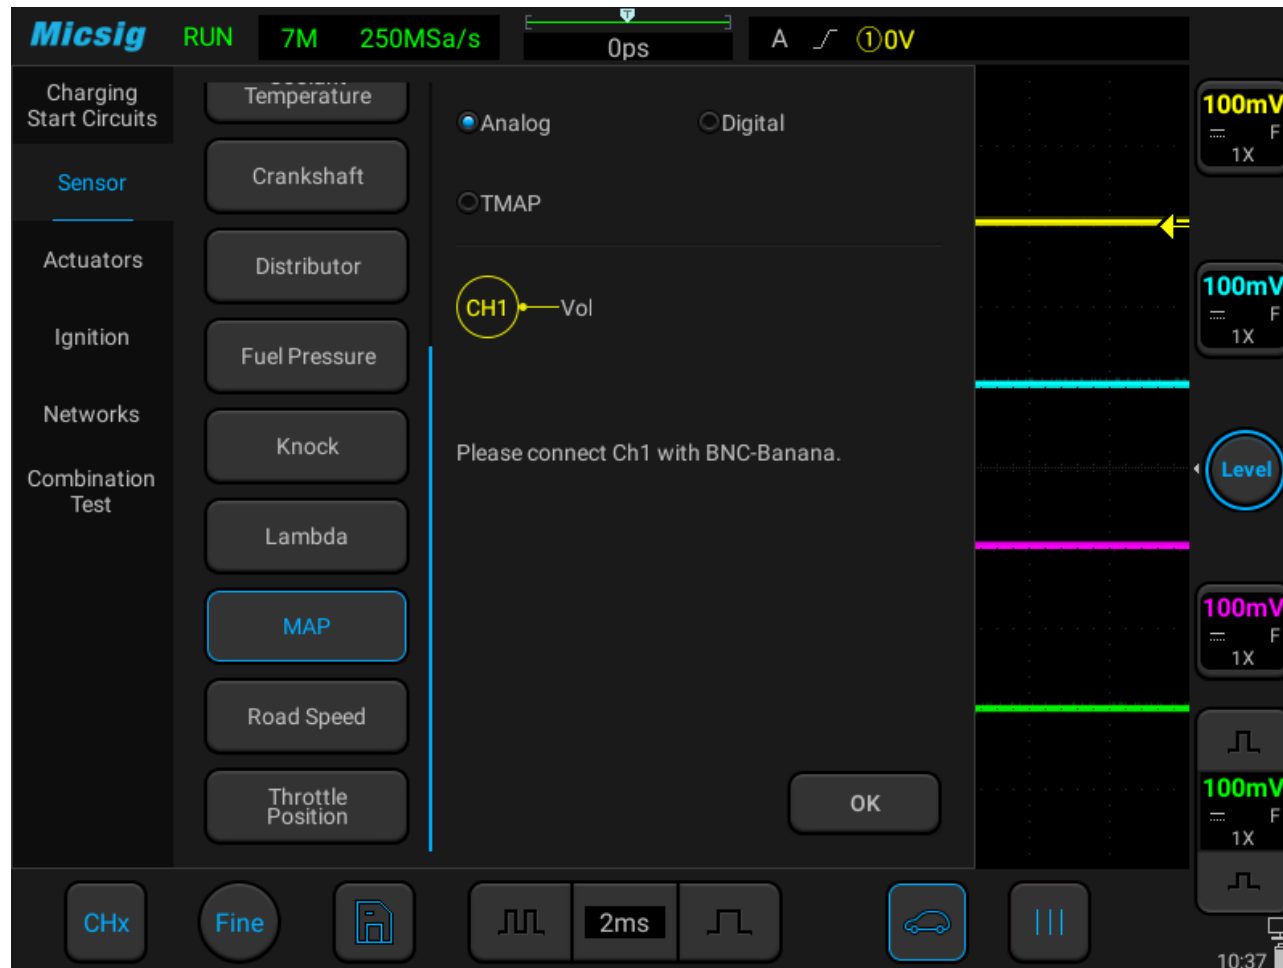 Micsig RUN 7M 250MSa/s 0ps A ①0V
T
Charging
Start Circuits
Sensor
Actuators
Ignition
Networks
Combination
Test
Temperature
Crankshaft
Distributor
Fuel Pressure
Knock
Lambda
MAP
Road Speed
Throttle
Position
Analog Digital
TMAP
CH1 Vol
Please connect Ch1 with BNC-Banana.
OK
100mV
F
1X
100mV
F
1X
Level
100mV
F
1X
100mV
F
1X
CHx Fine 2ms
10:37